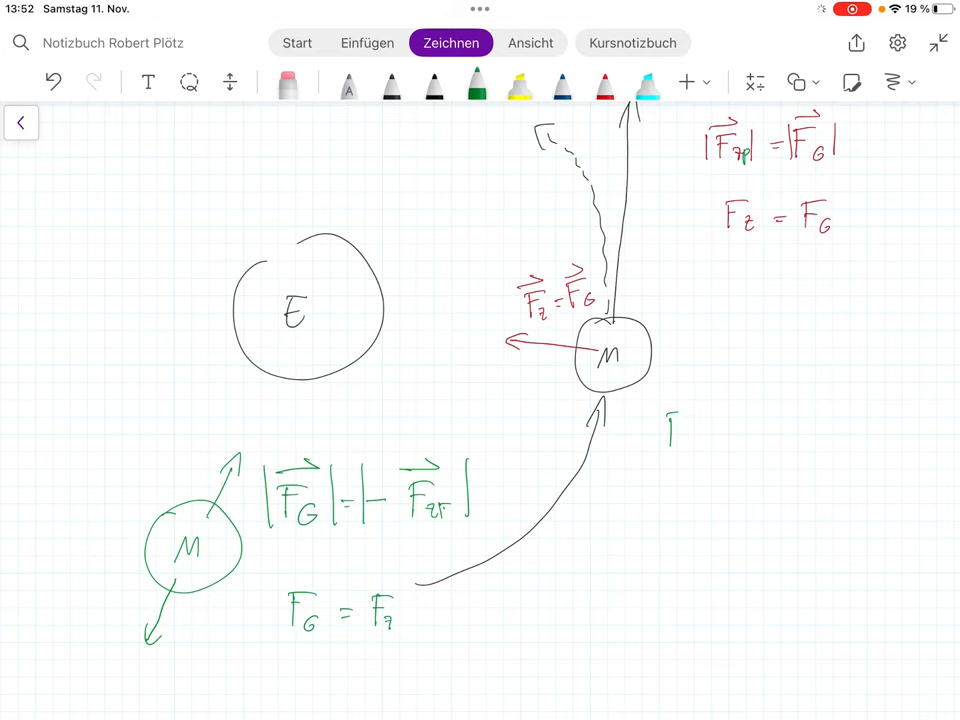 13:52 Samstag 11. Nov.
19 %
Notizbuch Robert Plötz
Start Einfügen Zeichnen Ansicht Kursnotizbuch
T A
|F⃗zp| = |F⃗G|
Fz = FG
E
F⃗z = F⃗G
M
|F⃗G| = |- F⃗zF|
M
FG = Fz